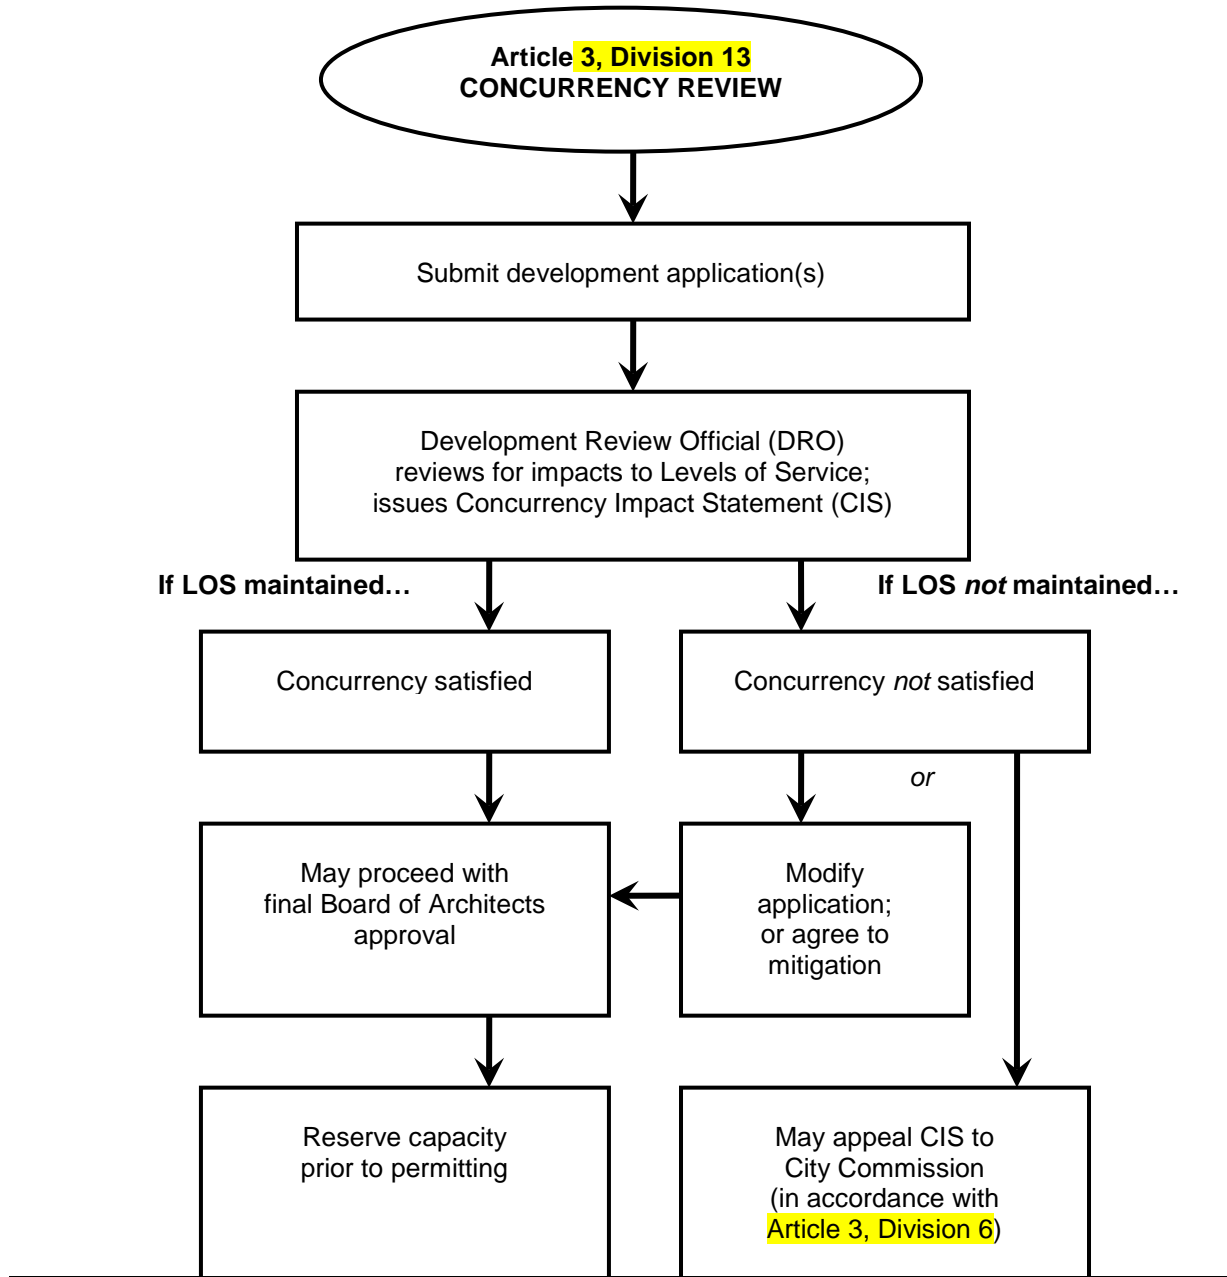 Article 3, Division 13
CONCURRENCY REVIEW
Submit development application(s)
Development Review Official (DRO)
reviews for impacts to Levels of Service;
issues Concurrency Impact Statement (CIS)
If LOS maintained…
If LOS not maintained…
Concurrency satisfied
Concurrency not satisfied
or
May proceed with
final Board of Architects
approval
Modify
application;
or agree to
mitigation
Reserve capacity
prior to permitting
May appeal CIS to
City Commission
(in accordance with
Article 3, Division 6)